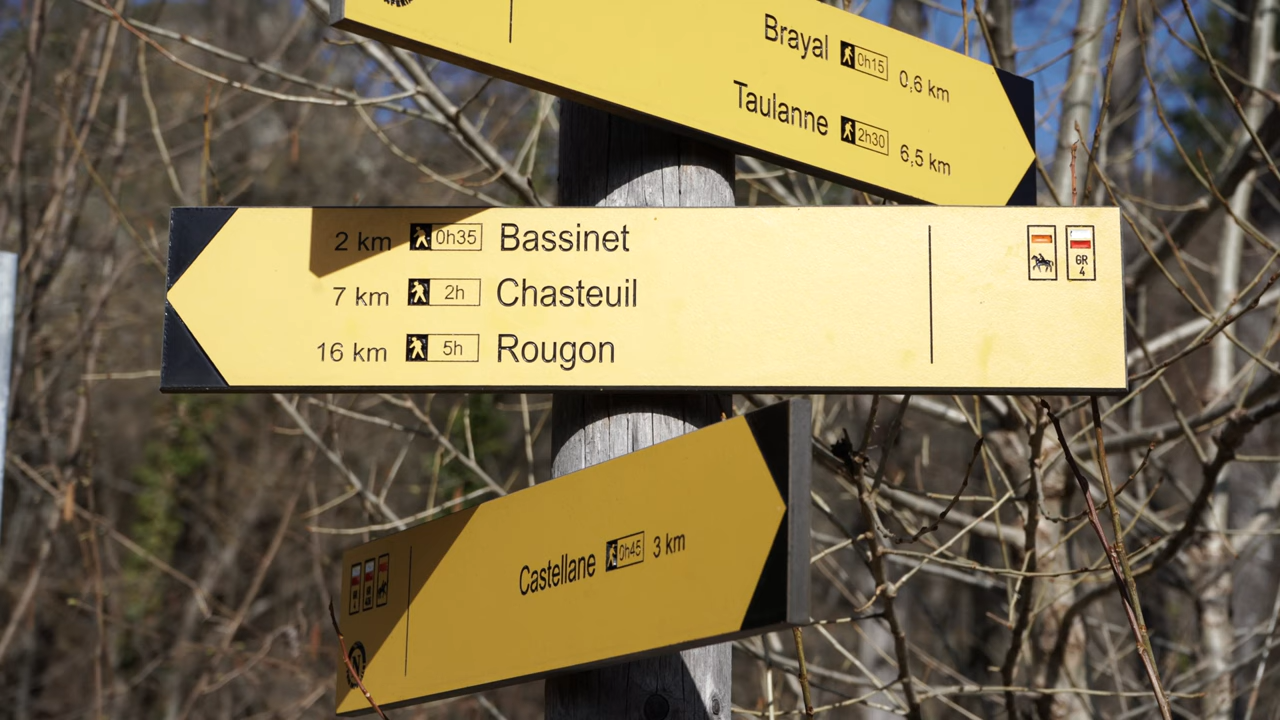 Brayal 0h15 0,6 km
Taulanne 2h30 6,5 km
2 km 0h35 Bassinet
7 km 2h Chasteuil
16 km 5h Rougon
GR
4
Castellane 0h45 3 km